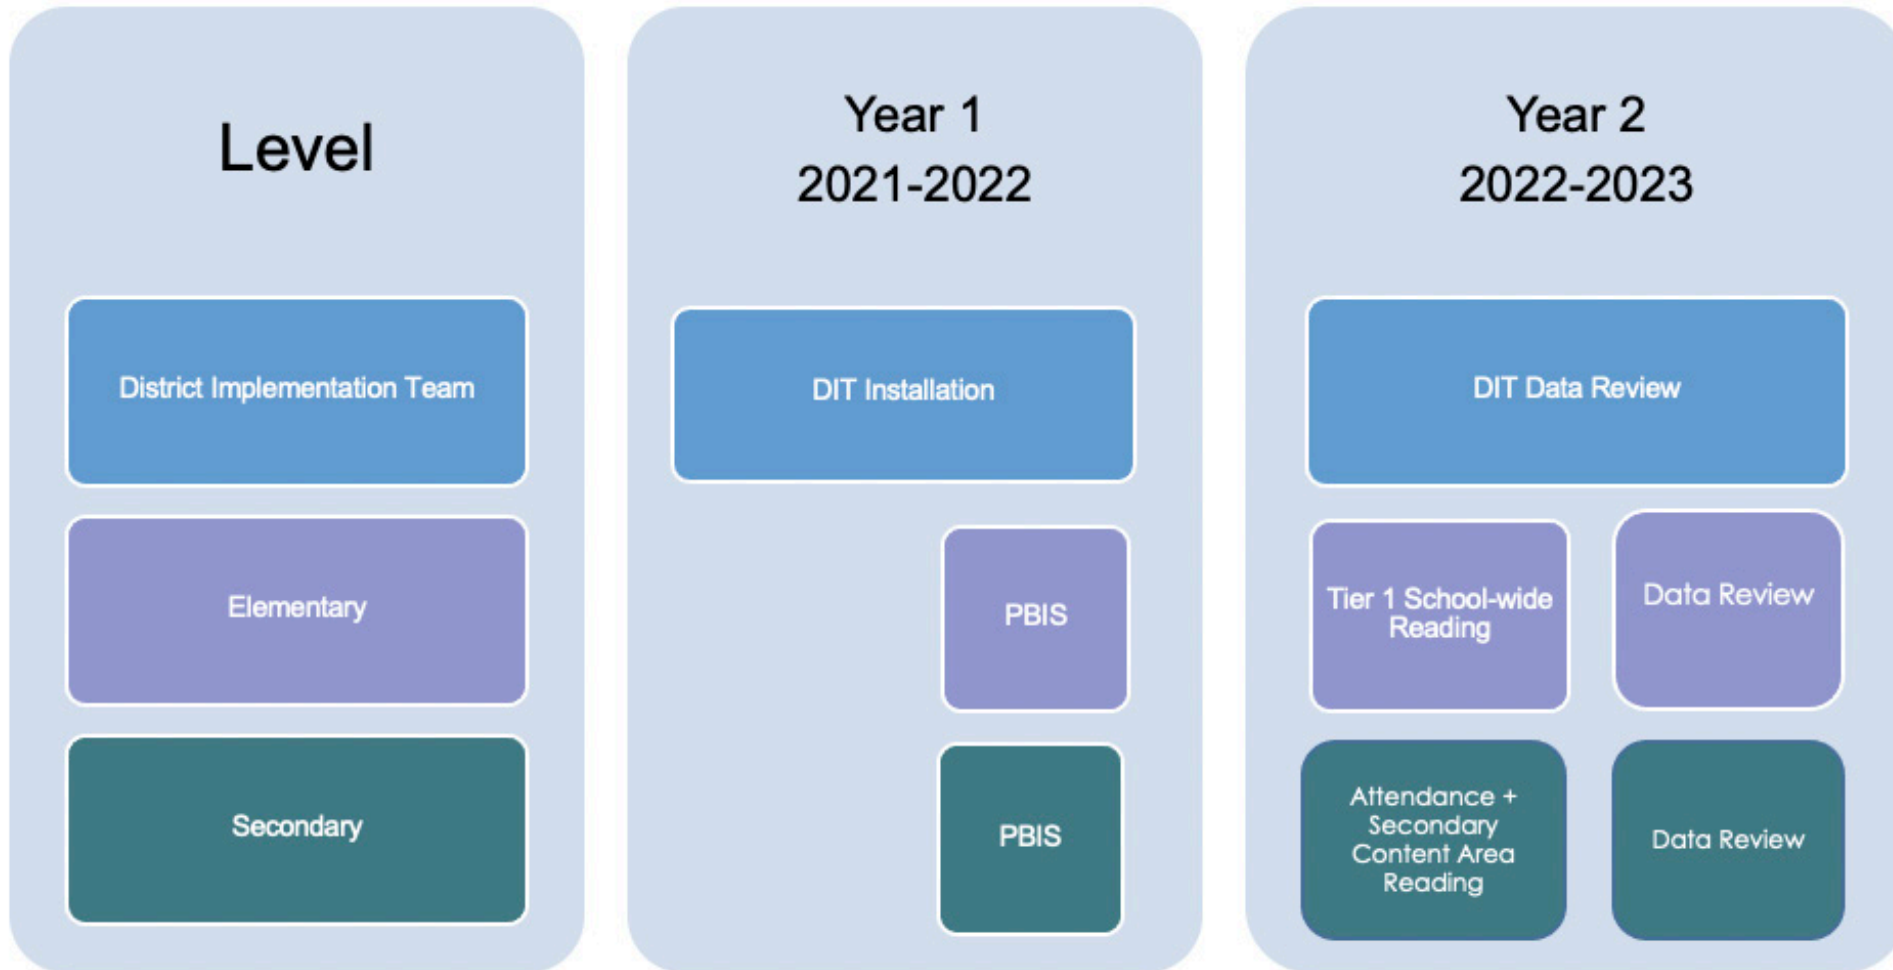 Level
District Implementation Team
Elementary
Secondary
Year 1
2021-2022
DIT Installation
PBIS
PBIS
Year 2
2022-2023
DIT Data Review
Tier 1 School-wide
Reading
Data Review
Attendance +
Secondary
Content Area
Reading
Data Review